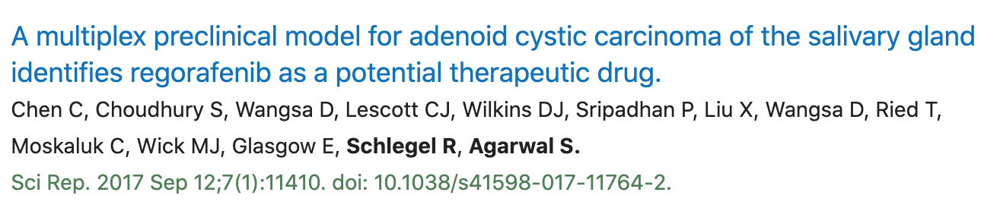 A multiplex preclinical model for adenoid cystic carcinoma of the salivary gland
identifies regorafenib as a potential therapeutic drug.
Chen C, Choudhury S, Wangsa D, Lescott CJ, Wilkins DJ, Sripadhan P, Liu X, Wangsa D, Ried T,
Moskaluk C, Wick MJ, Glasgow E, Schlegel R, Agarwal S.
Sci Rep. 2017 Sep 12;7(1):11410. doi: 10.1038/s41598-017-11764-2.